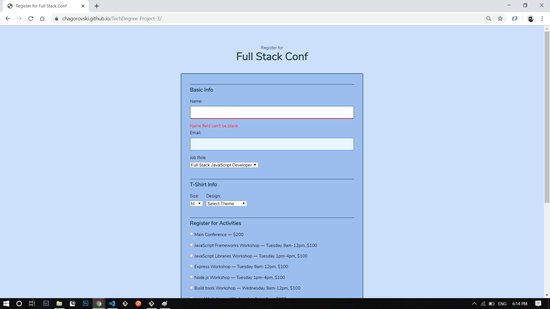 Register for Full Stack Conf
chagorovski.github.io/TechDegree-Project-3/
Register for
Full Stack Conf
Basic Info
Name:
Name field can't be blank
Email:
Job Role
Full Stack JavaScript Developer
T-Shirt Info
Size:
Design:
M
Select Theme
Register for Activities
Main Conference — $200
JavaScript Frameworks Workshop — Tuesday 9am-12pm, $100
JavaScript Libraries Workshop — Tuesday 1pm-4pm, $100
Express Workshop — Tuesday 9am-12pm, $100
Node.js Workshop — Tuesday 1pm-4pm, $100
Build tools Workshop — Wednesday 9am-12pm, $100
ENG
6:14 PM